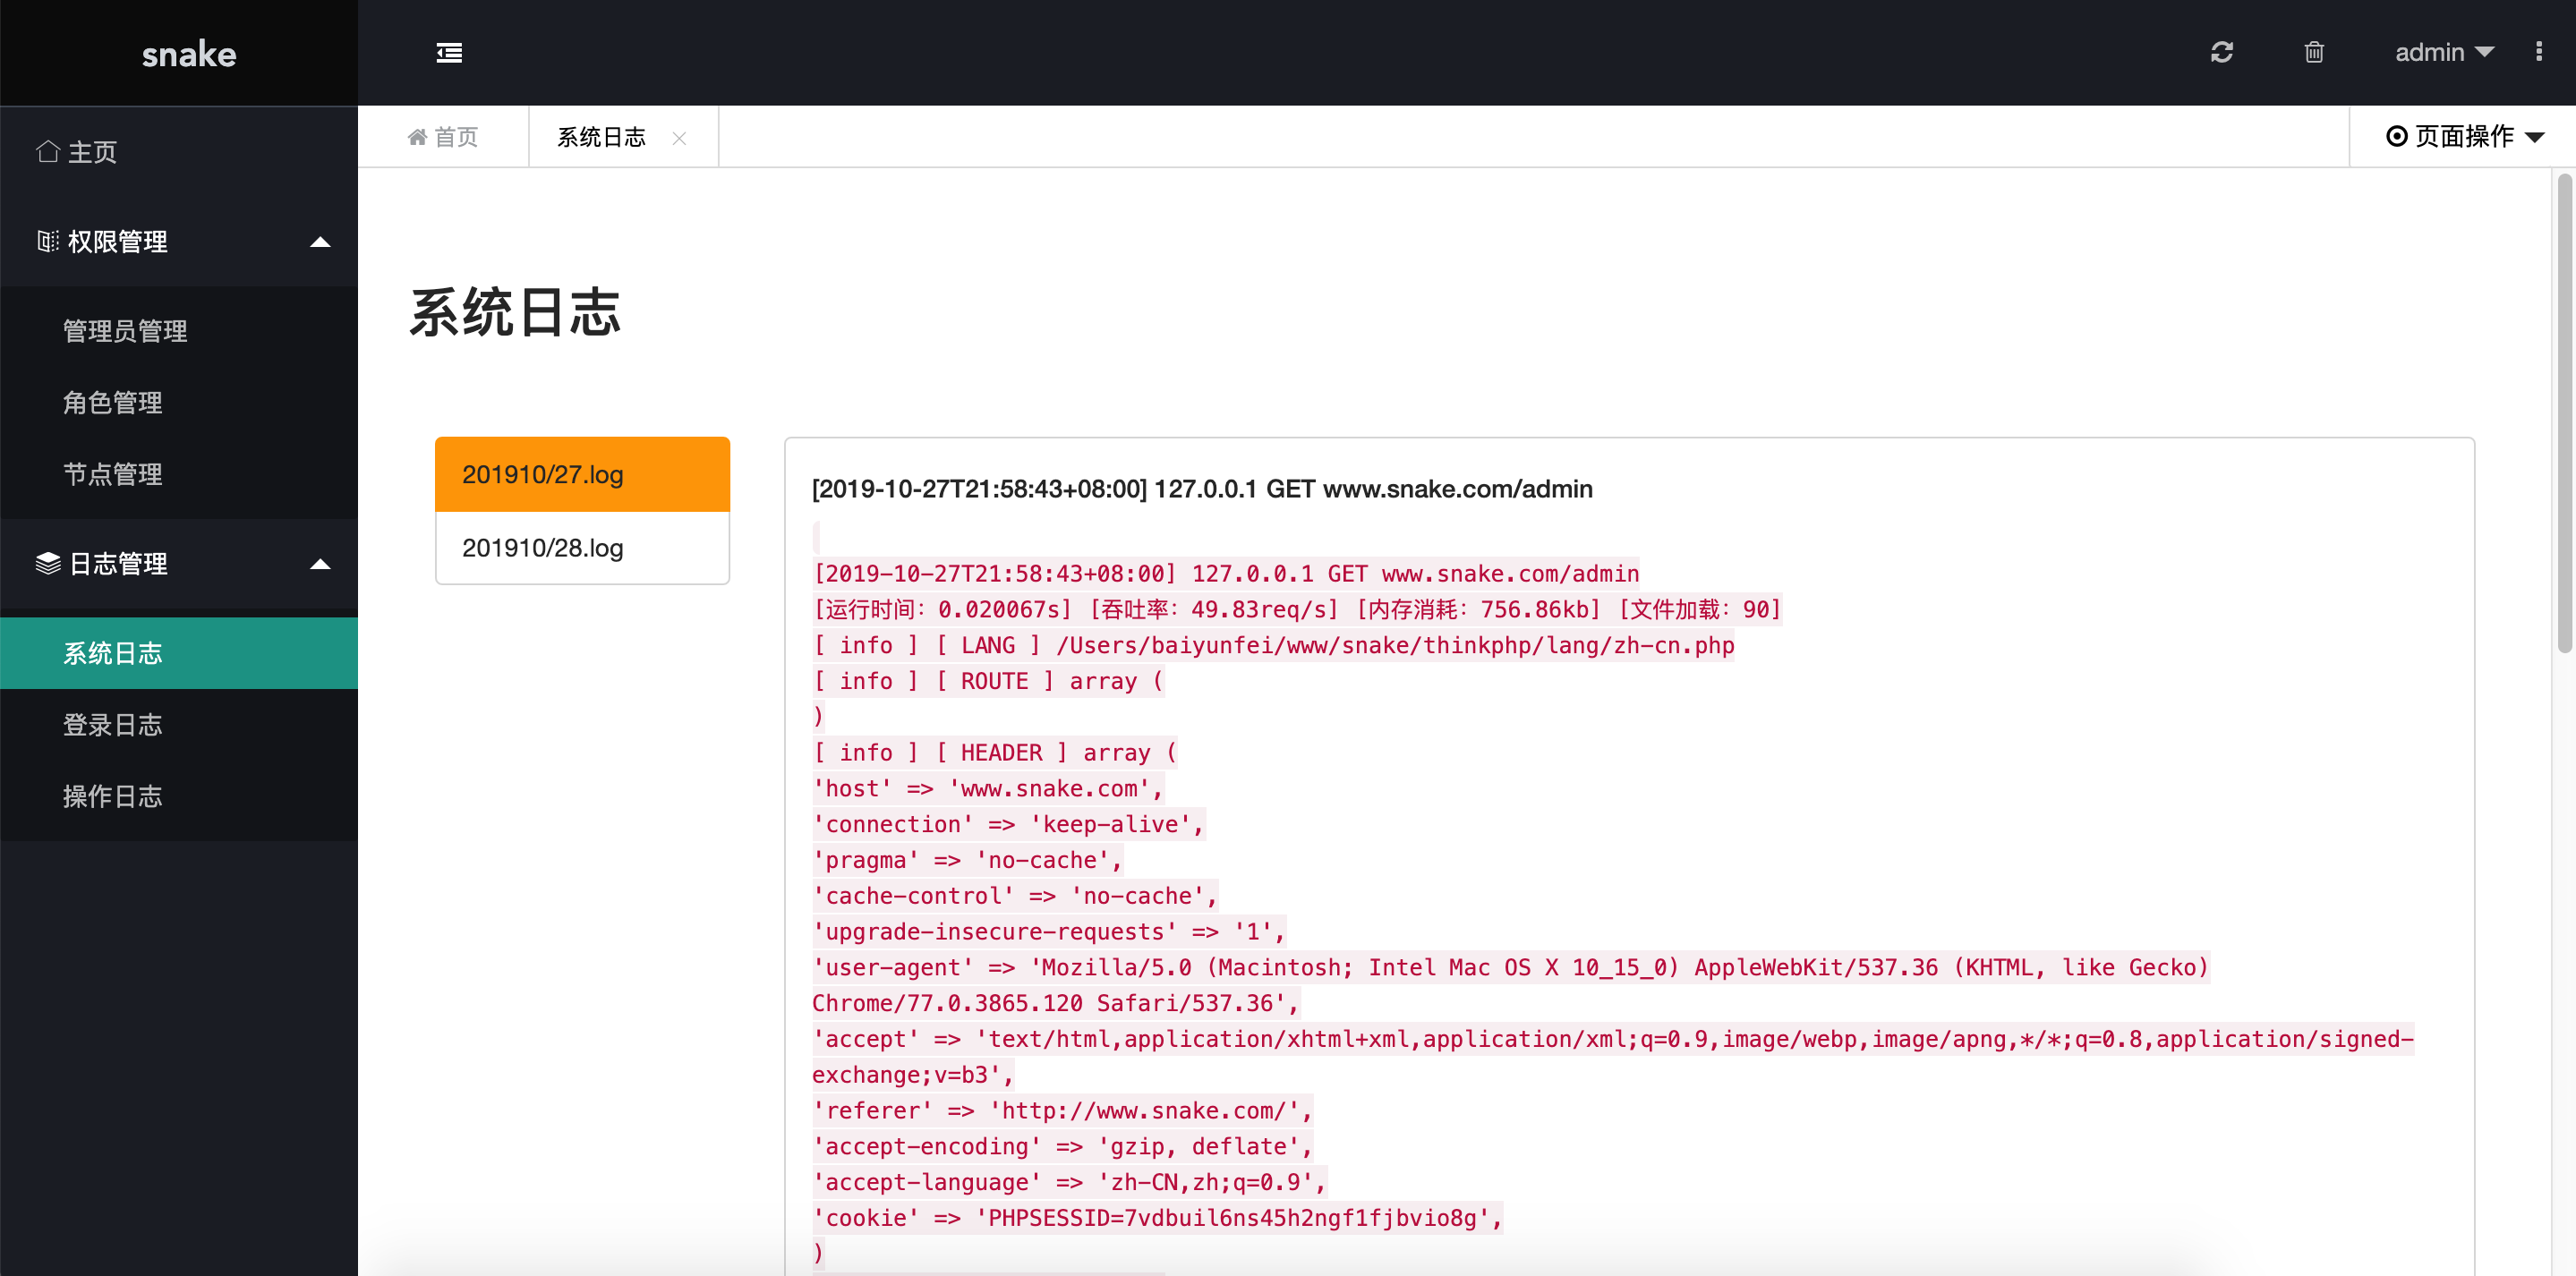 snake
admin
主页
权限管理
管理员管理
角色管理
节点管理
日志管理
系统日志
登录日志
操作日志
首页
系统日志
页面操作
系统日志
201910/27.log
201910/28.log
[2019-10-27T21:58:43+08:00] 127.0.0.1 GET www.snake.com/admin
[2019-10-27T21:58:43+08:00] 127.0.0.1 GET www.snake.com/admin
[运行时间：0.020067s] [吞吐率：49.83req/s] [内存消耗：756.86kb] [文件加载：90]
[ info ] [ LANG ] /Users/baiyunfei/www/snake/thinkphp/lang/zh-cn.php
[ info ] [ ROUTE ] array (
)
[ info ] [ HEADER ] array (
'host' => 'www.snake.com',
'connection' => 'keep-alive',
'pragma' => 'no-cache',
'cache-control' => 'no-cache',
'upgrade-insecure-requests' => '1',
'user-agent' => 'Mozilla/5.0 (Macintosh; Intel Mac OS X 10_15_0) AppleWebKit/537.36 (KHTML, like Gecko)
Chrome/77.0.3865.120 Safari/537.36',
'accept' => 'text/html,application/xhtml+xml,application/xml;q=0.9,image/webp,image/apng,*/*;q=0.8,application/signed-
exchange;v=b3',
'referer' => 'http://www.snake.com/',
'accept-encoding' => 'gzip, deflate',
'accept-language' => 'zh-CN,zh;q=0.9',
'cookie' => 'PHPSESSID=7vdbuil6ns45h2ngf1fjbvio8g',
)